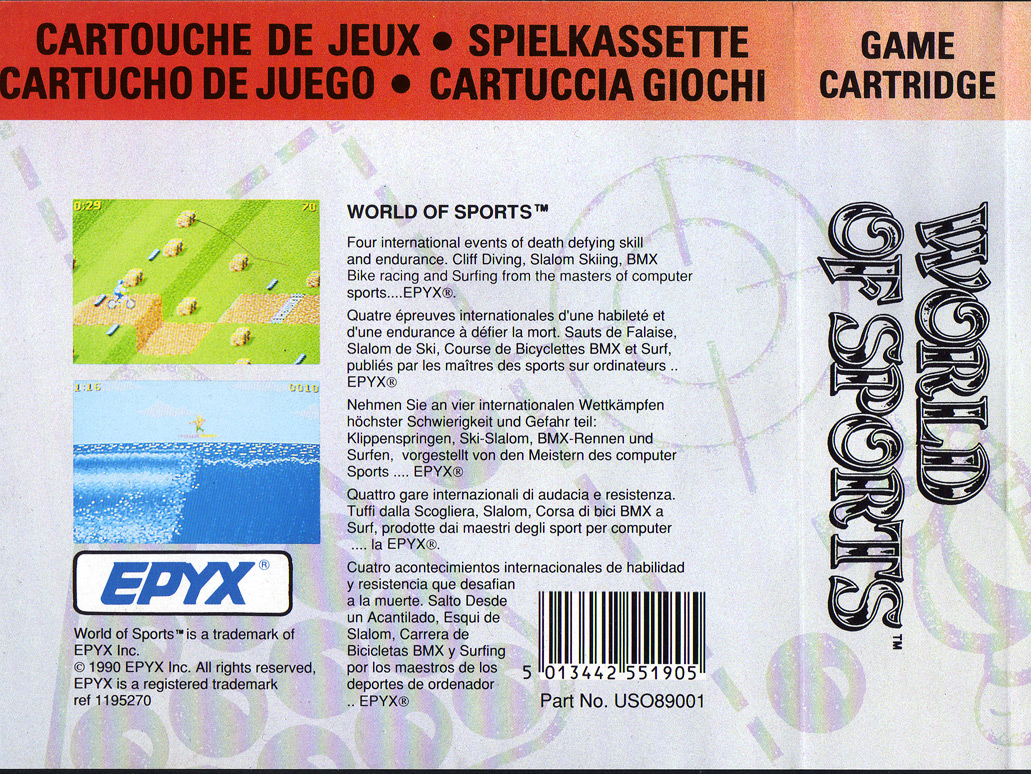 CARTOUCHE DE JEUX • SPIELKASSETTE
CARTUCHO DE JUEGO • CARTUCCIA GIOCHI
GAME
CARTRIDGE
0:29 20
1:16 0010
EPYX®
World of Sports™ is a trademark of
EPYX Inc.
© 1990 EPYX Inc. All rights reserved,
EPYX is a registered trademark
ref 1195270
WORLD OF SPORTS™
Four international events of death defying skill
and endurance. Cliff Diving, Slalom Skiing, BMX
Bike racing and Surfing from the masters of computer
sports....EPYX®.
Quatre épreuves internationales d'une habileté et
d'une endurance à défier la mort. Sauts de Falaise,
Slalom de Ski, Course de Bicyclettes BMX et Surf,
publiés par les maîtres des sports sur ordinateurs ..
EPYX®
Nehmen Sie an vier internationalen Wettkämpfen
höchster Schwierigkeit und Gefahr teil:
Klippenspringen, Ski-Slalom, BMX-Rennen und
Surfen, vorgestellt von den Meistern des computer
Sports .... EPYX®
Quattro gare internazionali di audacia e resistenza.
Tuffi dalla Scogliera, Slalom, Corsa di bici BMX a
Surf, prodotte dai maestri degli sport per computer
.... la EPYX®.
Cuatro acontecimientos internacionales de habilidad
y resistencia que desafian
a la muerte. Salto Desde
un Acantilado, Esqui de
Slalom, Carrera de
Bicicletas BMX y Surfing
por los maestros de los
deportes de ordenador
.. EPYX®
5 013442 551905
Part No. USO89001
WORLD
OF SPORTS™